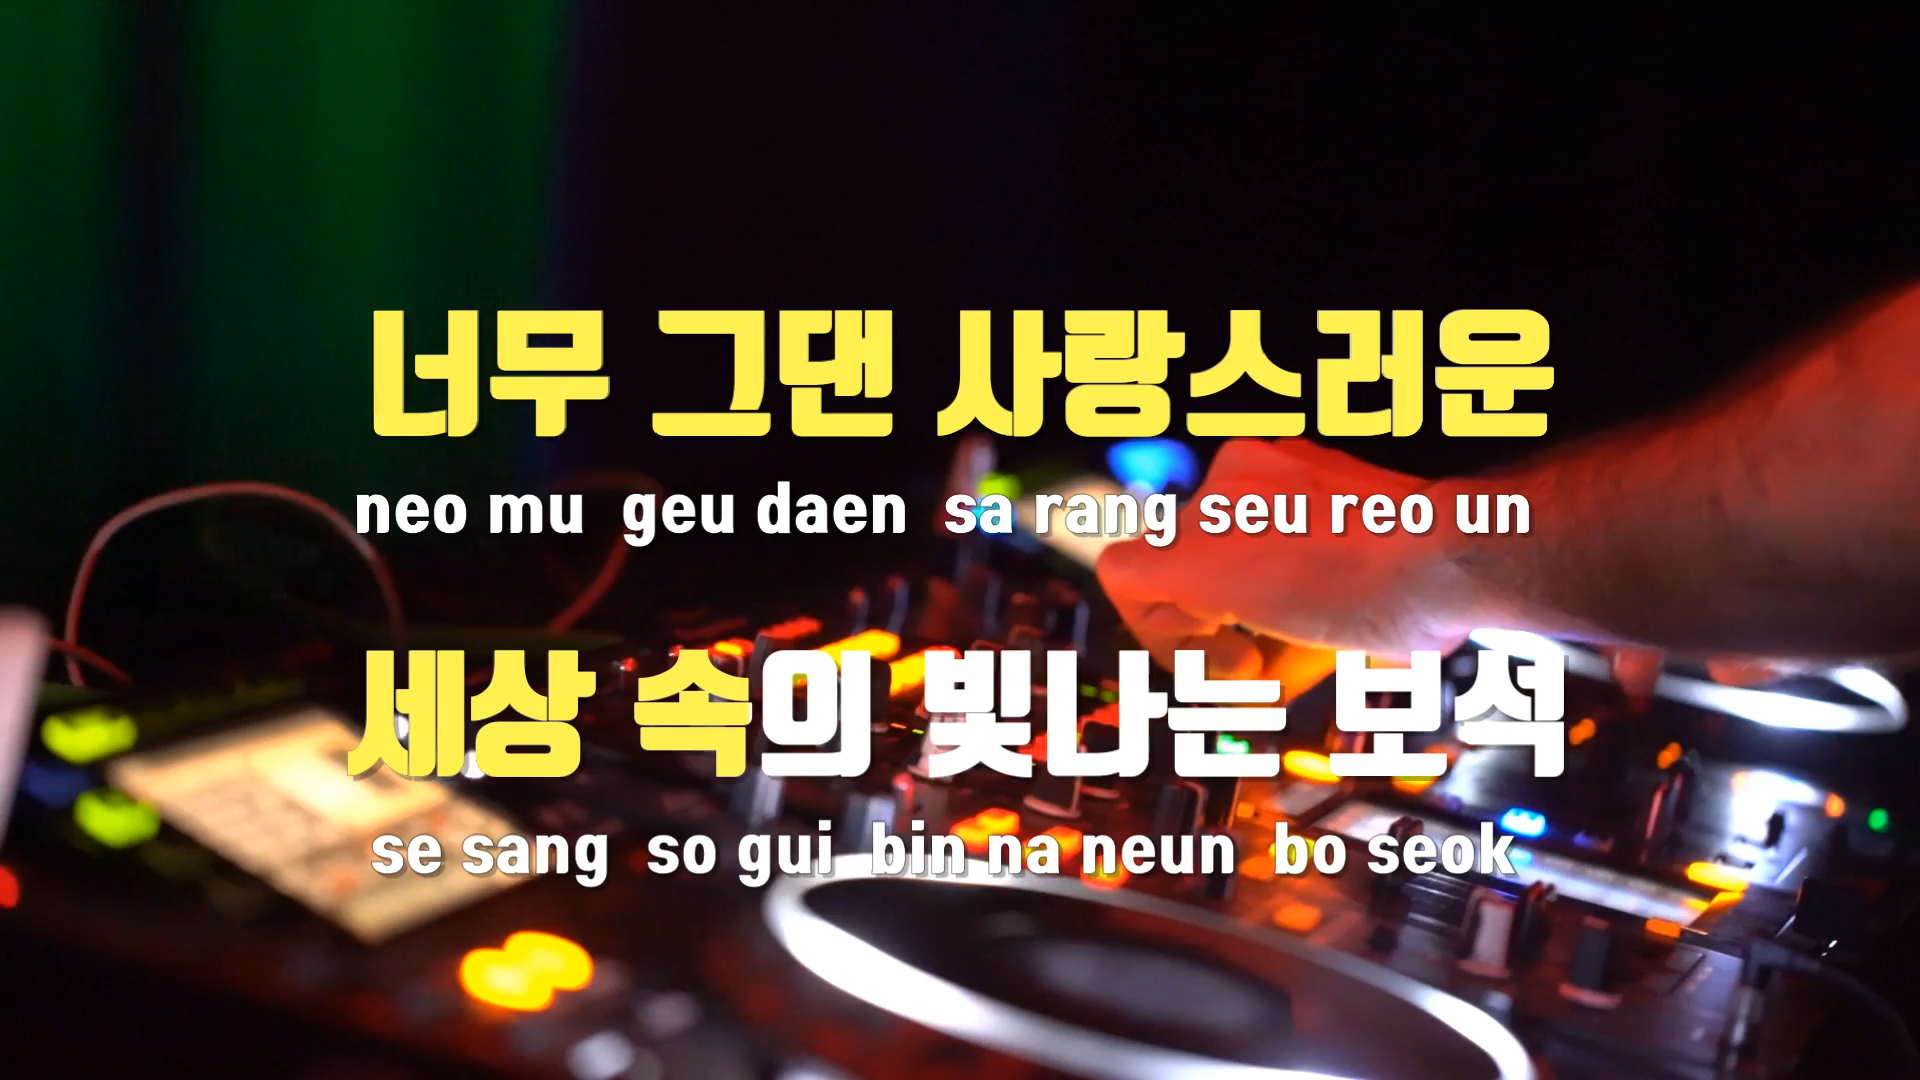 너무 그댄 사랑스러운
neo mu geu daen sa rang seu reo un
세상 속의 빛나는 보석
se sang so gui bin na neun bo seok